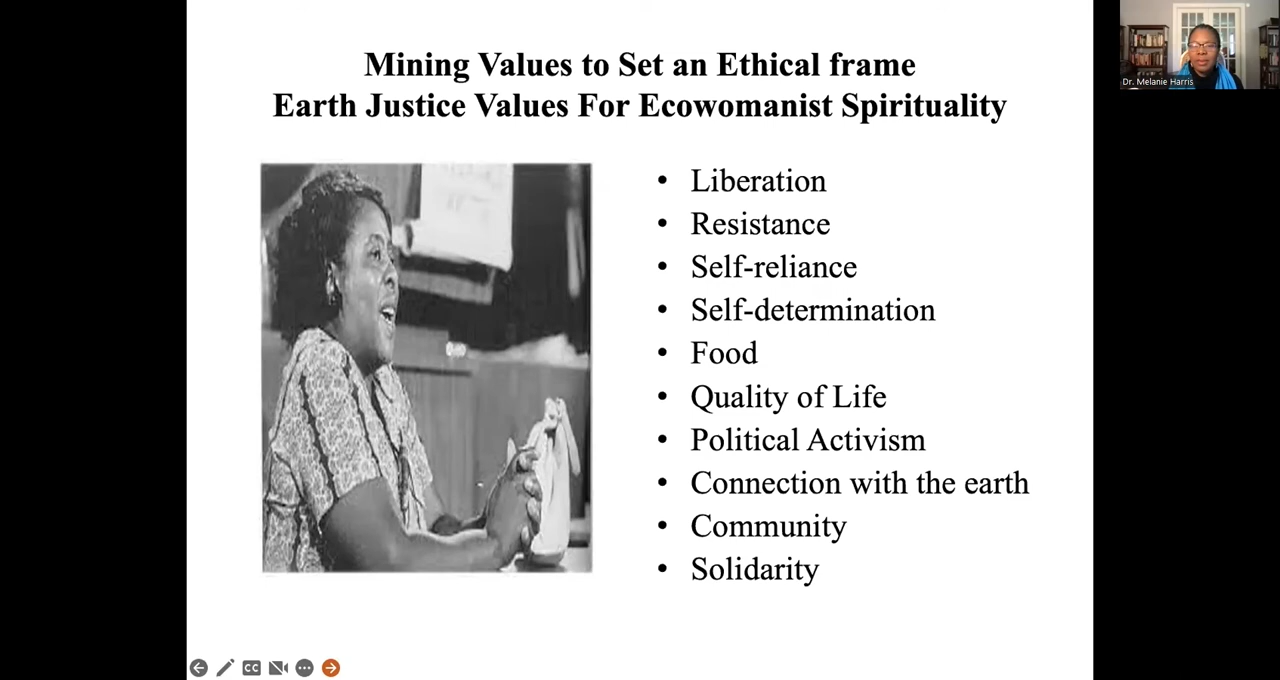 Mining Values to Set an Ethical frame
Earth Justice Values For Ecowomanist Spirituality
• Liberation
• Resistance
• Self-reliance
• Self-determination
• Food
• Quality of Life
• Political Activism
• Connection with the earth
• Community
• Solidarity
Dr. Melanie Harris
CC